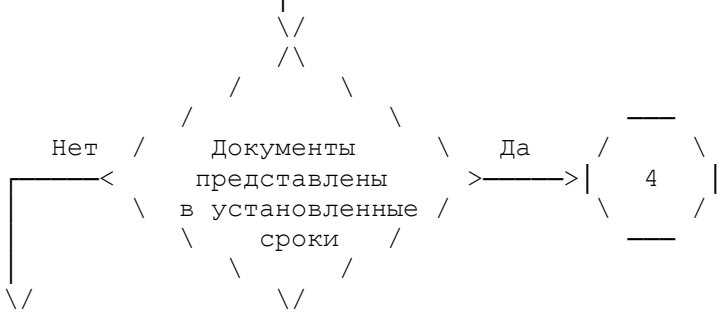 Нет Документы Да
представлены 4
в установленные
сроки